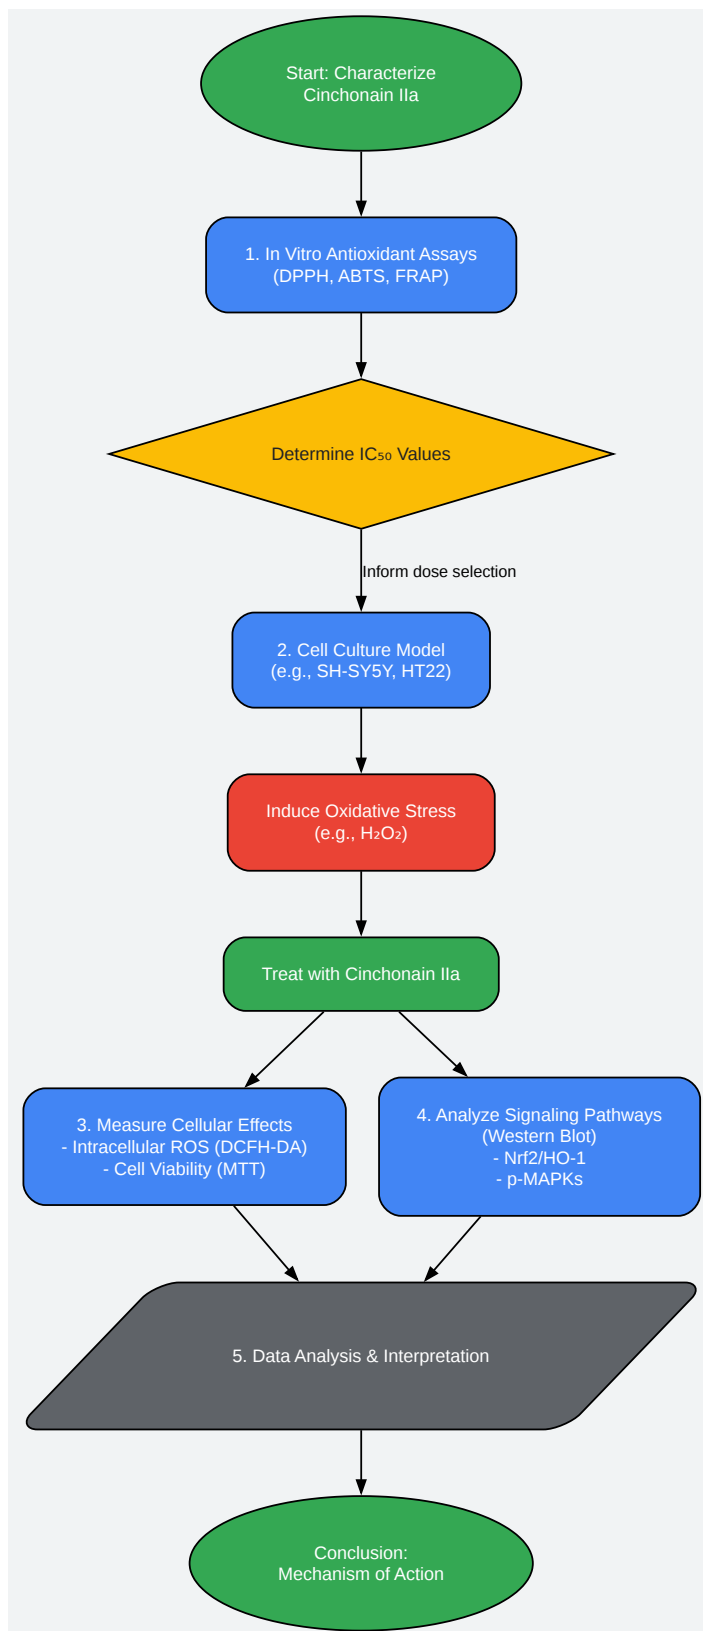 Start: Characterize
Cinchonain IIa
1. In Vitro Antioxidant Assays
(DPPH, ABTS, FRAP)
Determine IC₅₀ Values
Inform dose selection
2. Cell Culture Model
(e.g., SH-SY5Y, HT22)
Induce Oxidative Stress
(e.g., H₂O₂)
Treat with Cinchonain IIa
3. Measure Cellular Effects
- Intracellular ROS (DCFH-DA)
- Cell Viability (MTT)
4. Analyze Signaling Pathways
(Western Blot)
- Nrf2/HO-1
- p-MAPKs
5. Data Analysis & Interpretation
Conclusion:
Mechanism of Action